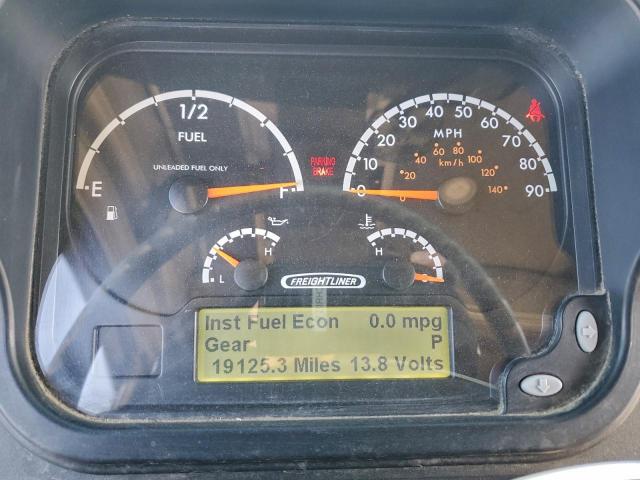 1/2
FUEL
UNLEADED FUEL ONLY
E
F
PARKING
BRAKE
0
10
20
30
40
50
60
70
80
90
MPH
km/h
0
20
40
60
80
100
120
140
L
H
H
FREIGHTLINER
Inst Fuel Econ 0.0 mpg
Gear P
19125.3 Miles 13.8 Volts